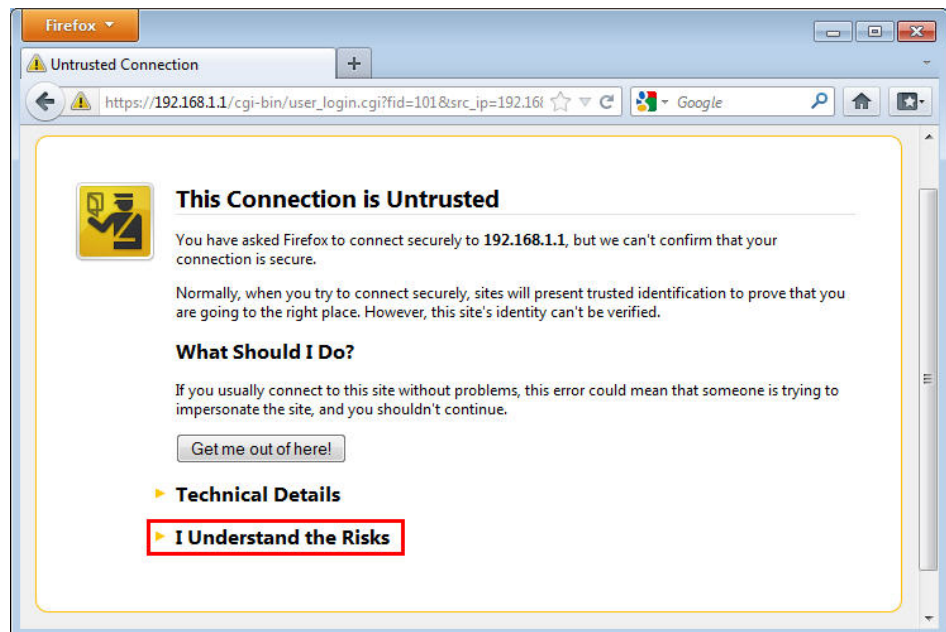 Firefox
Untrusted Connection
https://192.168.1.1/cgi-bin/user_login.cgi?fid=101&src_ip=192.168
Google
This Connection is Untrusted
You have asked Firefox to connect securely to 192.168.1.1, but we can't confirm that your
connection is secure.
Normally, when you try to connect securely, sites will present trusted identification to prove that you
are going to the right place. However, this site's identity can't be verified.
What Should I Do?
If you usually connect to this site without problems, this error could mean that someone is trying to
impersonate the site, and you shouldn't continue.
Get me out of here!
Technical Details
I Understand the Risks